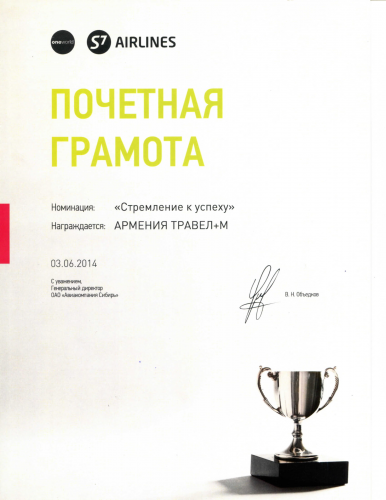 oneworld S7 AIRLINES
ПОЧЕТНАЯ
ГРАМОТА
Номинация: «Стремление к успеху»
Награждается: АРМЕНИЯ ТРАВЕЛ+М
03.06.2014
С уважением,
Генеральный директор
ОАО «Авиакомпания Сибирь»
В. Н. Объедков